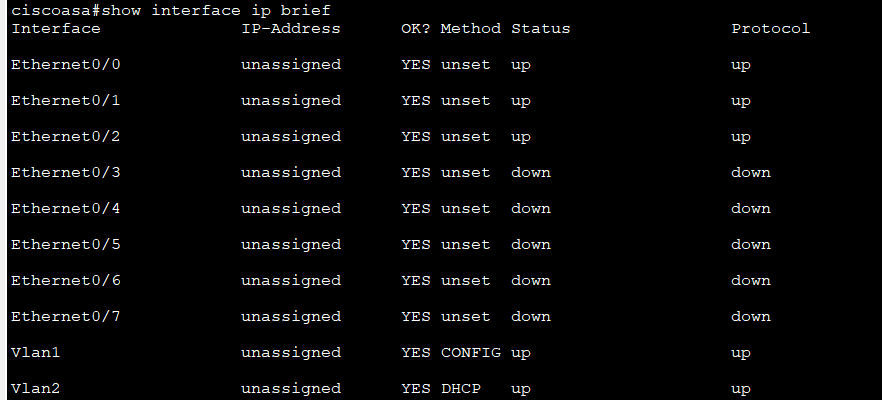 ciscoasa#show interface ip brief
Interface IP-Address OK? Method Status Protocol
Ethernet0/0 unassigned YES unset up up
Ethernet0/1 unassigned YES unset up up
Ethernet0/2 unassigned YES unset up up
Ethernet0/3 unassigned YES unset down down
Ethernet0/4 unassigned YES unset down down
Ethernet0/5 unassigned YES unset down down
Ethernet0/6 unassigned YES unset down down
Ethernet0/7 unassigned YES unset down down
Vlan1 unassigned YES CONFIG up up
Vlan2 unassigned YES DHCP up up